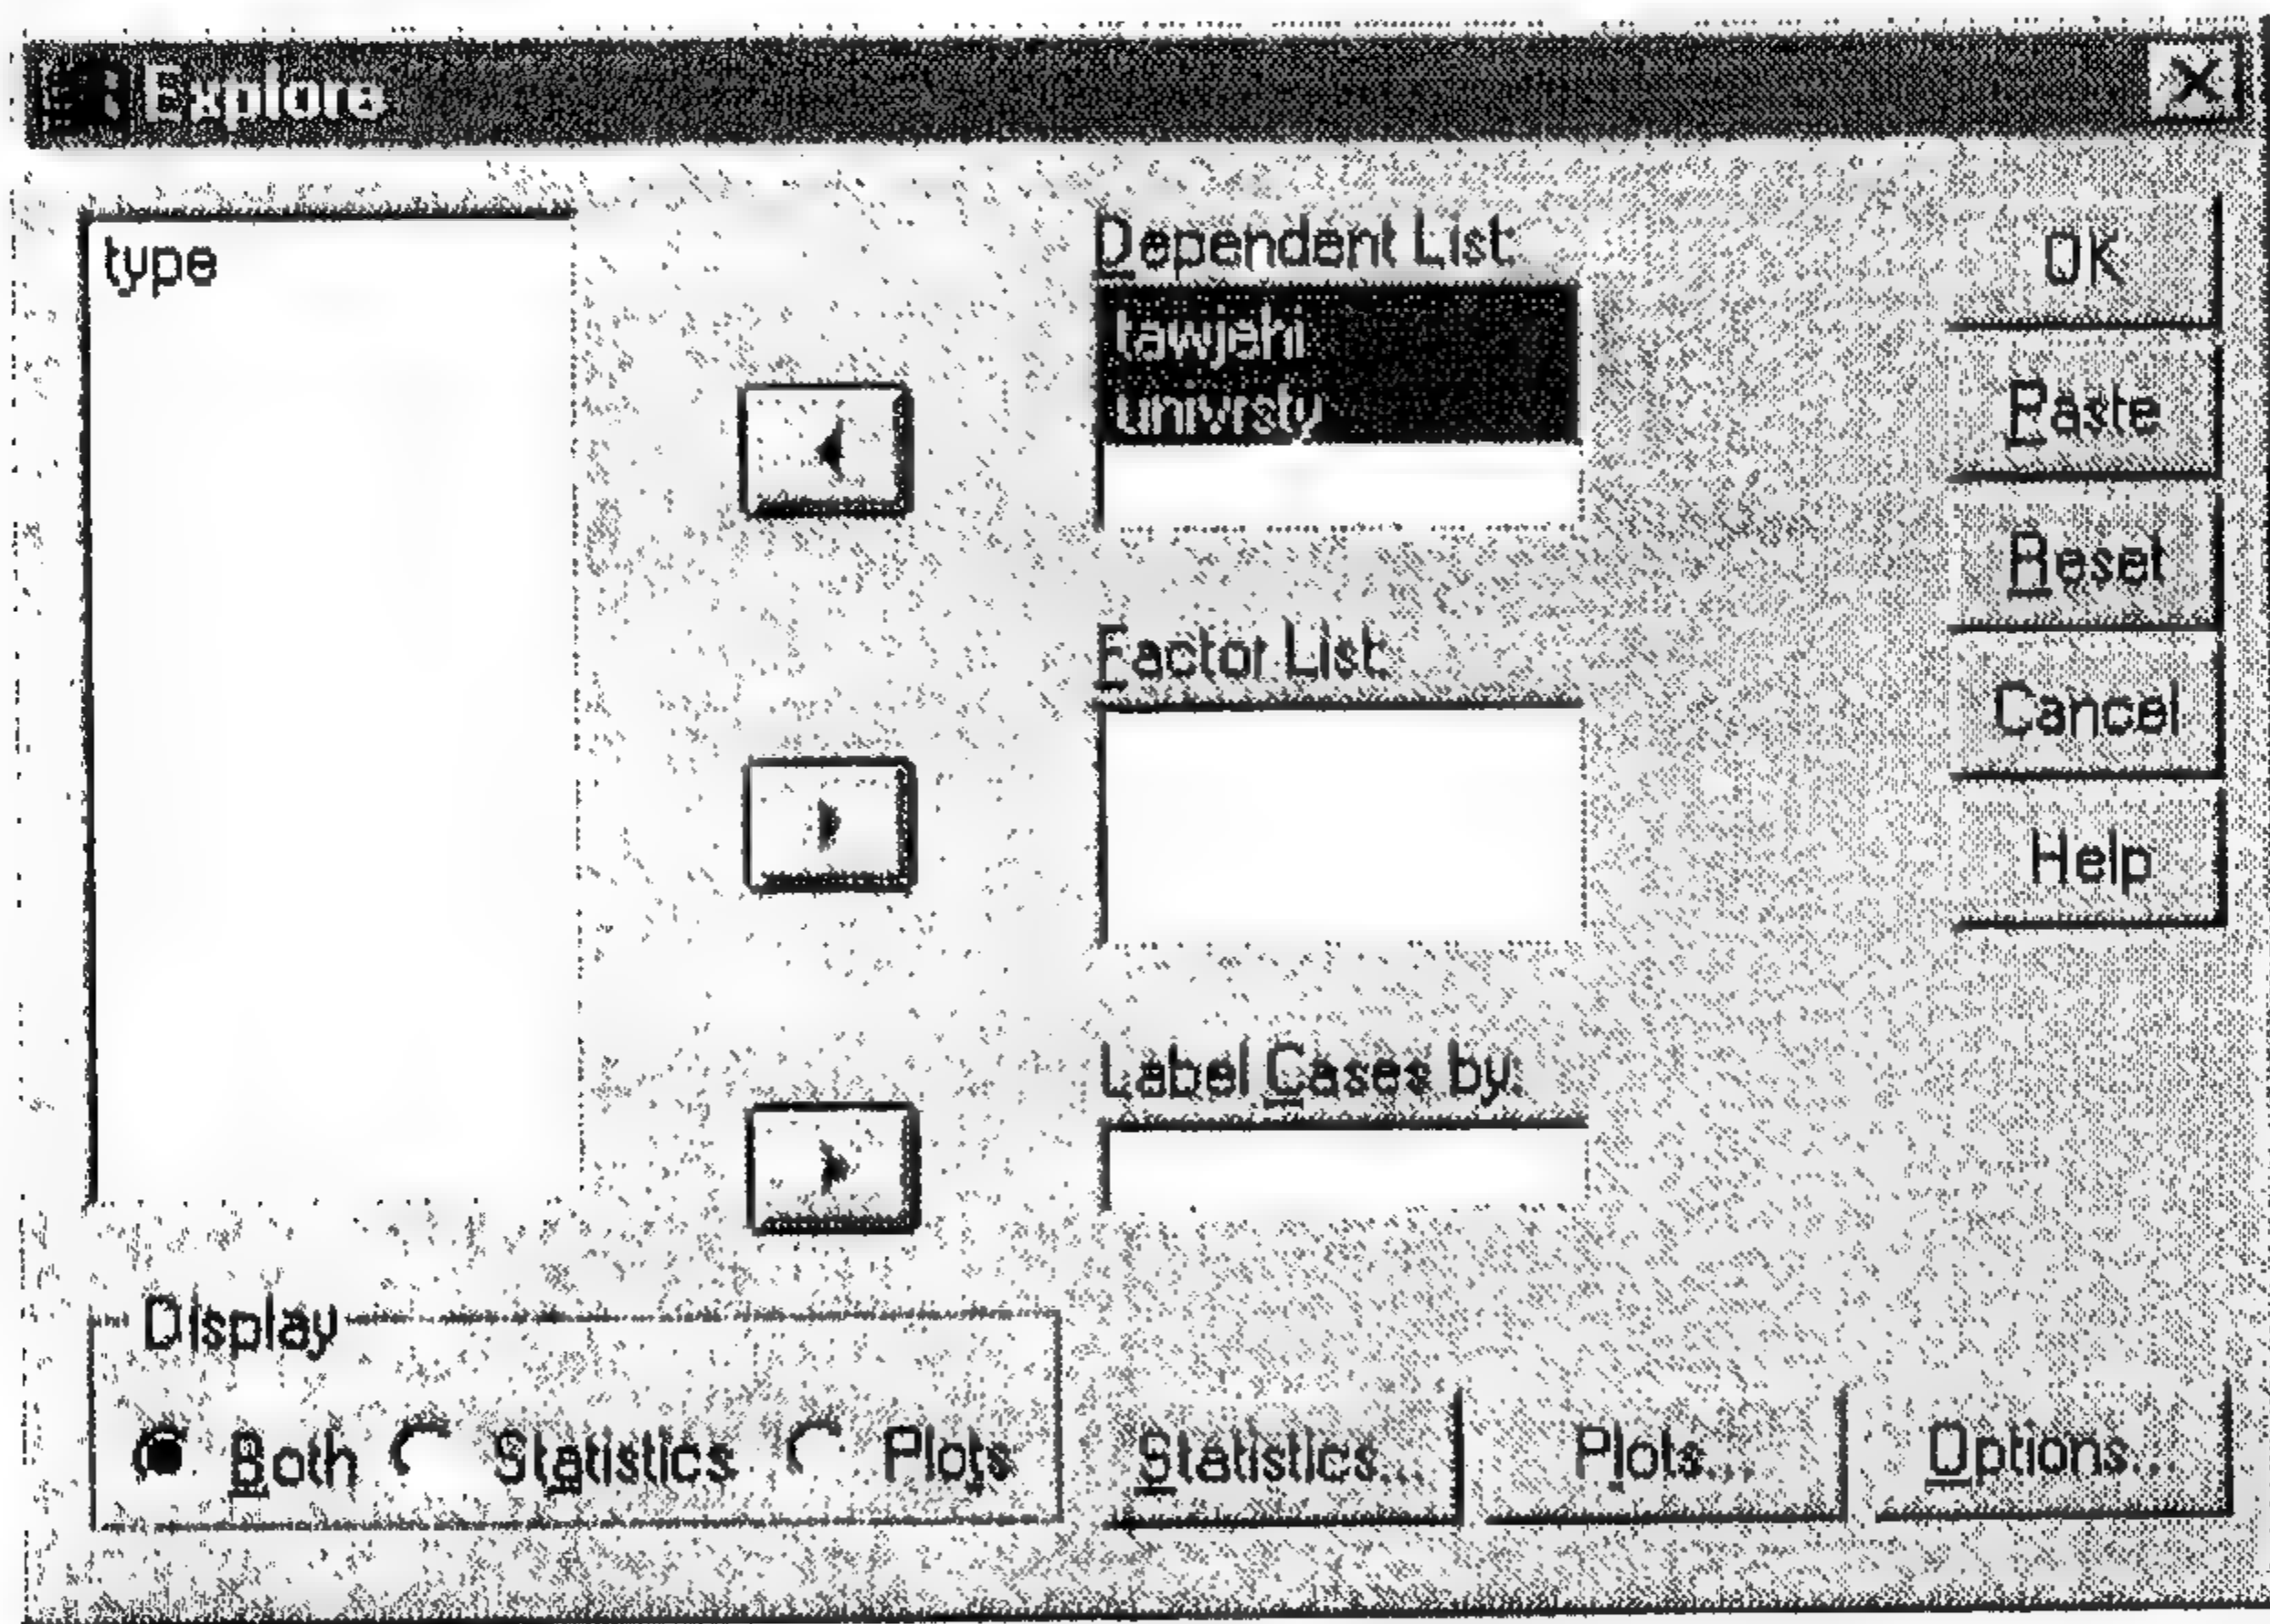 Explore
type
Dependent List:
tawjehi
univrsty
Factor List:
Label Cases by:
OK
Paste
Reset
Cancel
Help
Display
Both Statistics Plots
Statistics... Plots... Options...